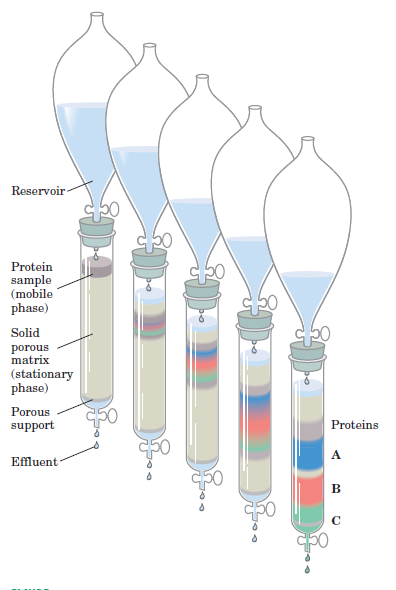 Reservoir
Protein
sample
(mobile
phase)
Solid
porous
matrix
(stationary
phase)
Porous
support
Effluent
Proteins
A
B
C